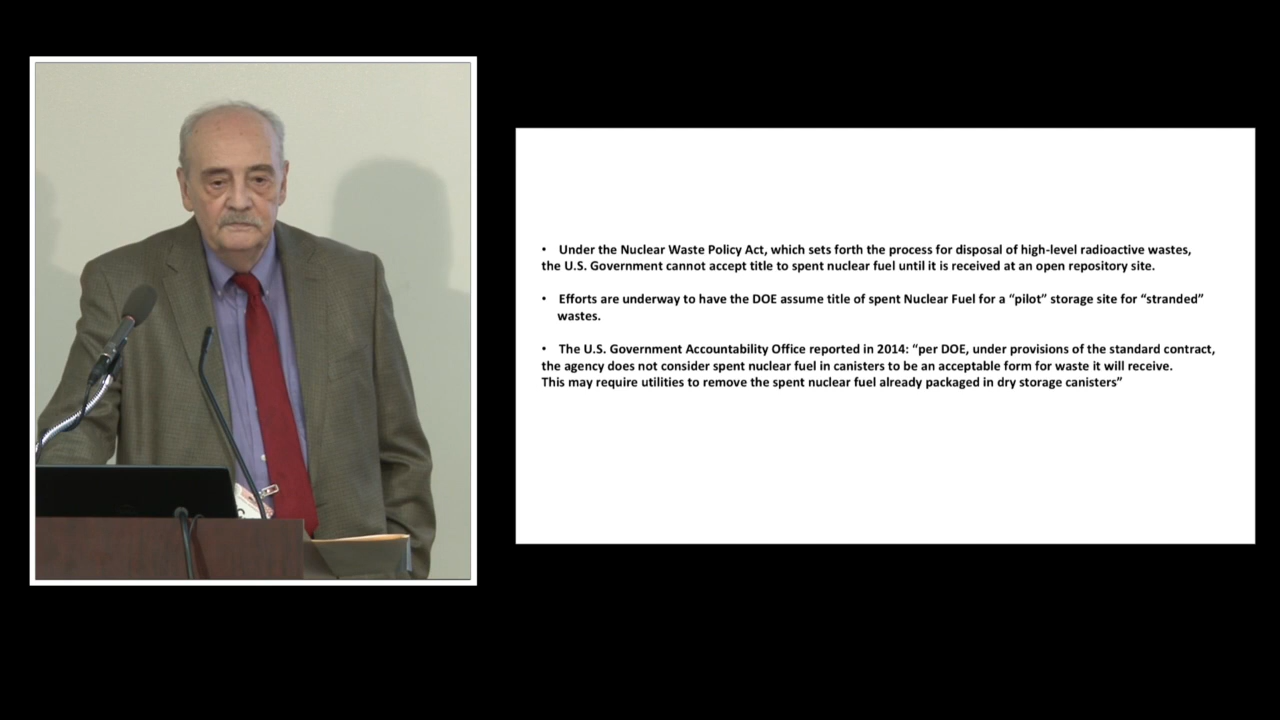 • Under the Nuclear Waste Policy Act, which sets forth the process for disposal of high-level radioactive wastes,
the U.S. Government cannot accept title to spent nuclear fuel until it is received at an open repository site.
• Efforts are underway to have the DOE assume title of spent Nuclear Fuel for a “pilot” storage site for “stranded”
wastes.
• The U.S. Government Accountability Office reported in 2014: “per DOE, under provisions of the standard contract,
the agency does not consider spent nuclear fuel in canisters to be an acceptable form for waste it will receive.
This may require utilities to remove the spent nuclear fuel already packaged in dry storage canisters”